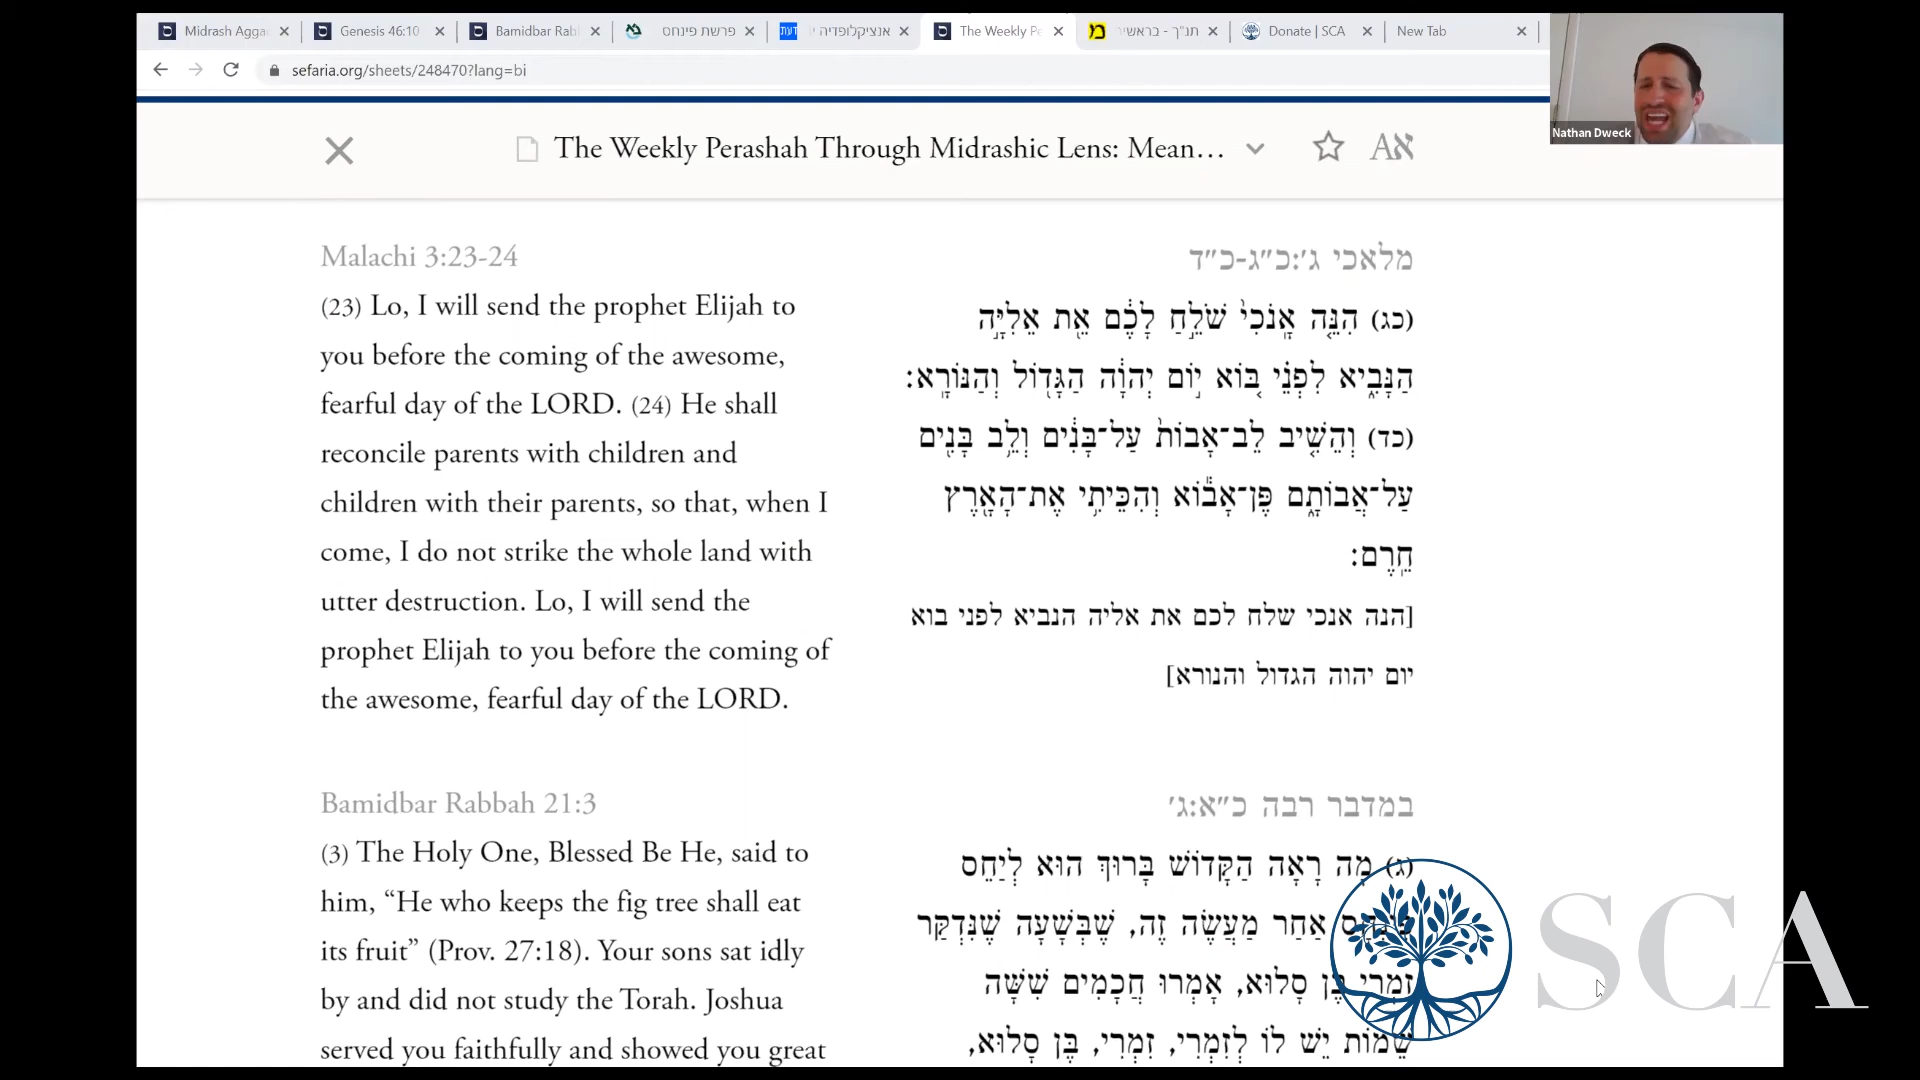 Midrash Agga
Genesis 46:10
Bamidbar Rab
פרשת פינחס
אנציקלופדיה י
The Weekly Pe
תנ"ך - בראשי
Donate | SCA
New Tab
sefaria.org/sheets/248470?lang=bi
Nathan Dweck
The Weekly Perashah Through Midrashic Lens: Mean…
Aא
Malachi 3:23-24
(23) Lo, I will send the prophet Elijah to
you before the coming of the awesome,
fearful day of the LORD. (24) He shall
reconcile parents with children and
children with their parents, so that, when I
come, I do not strike the whole land with
utter destruction. Lo, I will send the
prophet Elijah to you before the coming of
the awesome, fearful day of the LORD.
מלאכי ג׳:כ״ג-כ״ד
(כג) הִנֵּ֤ה אָֽנֹכִי֙ שֹׁלֵ֣חַ לָכֶ֔ם אֵ֖ת אֵלִיָּ֣ה
הַנָּבִ֑יא לִפְנֵ֗י בּ֚וֹא י֣וֹם יְהוָ֔ה הַגָּד֖וֹל וְהַנּוֹרָֽא׃
(כד) וְהֵשִׁ֤יב לֵב־אָבוֹת֙ עַל־בָּנִ֔ים וְלֵ֥ב בָּנִ֖ים
עַל־אֲבוֹתָ֑ם פֶּן־אָב֕וֹא וְהִכֵּיתִ֥י אֶת־הָאָ֖רֶץ
חֵֽרֶם׃
[הנה אנכי שלח לכם את אליה הנביא לפני בוא
יום יהוה הגדול והנורא]
Bamidbar Rabbah 21:3
(3) The Holy One, Blessed Be He, said to
him, “He who keeps the fig tree shall eat
its fruit” (Prov. 27:18). Your sons sat idly
by and did not study the Torah. Joshua
served you faithfully and showed you great
במדבר רבה כ״א:ג׳
(ג) מָה רָאָה הַקָּדוֹשׁ בָּרוּךְ הוּא לְיַחֵס
פִּינְחָס אַחַר מַעֲשֶׂה זֶה, שֶׁבְּשָׁעָה שֶׁנִּדְקַר
זִמְרִי בֶּן סָלוּא, אָמְרוּ חֲכָמִים שִׁשָּׁה
שֵׁמוֹת יֵשׁ לוֹ לְזִמְרִי, זִמְרִי, בֶּן סָלוּא,
SCA